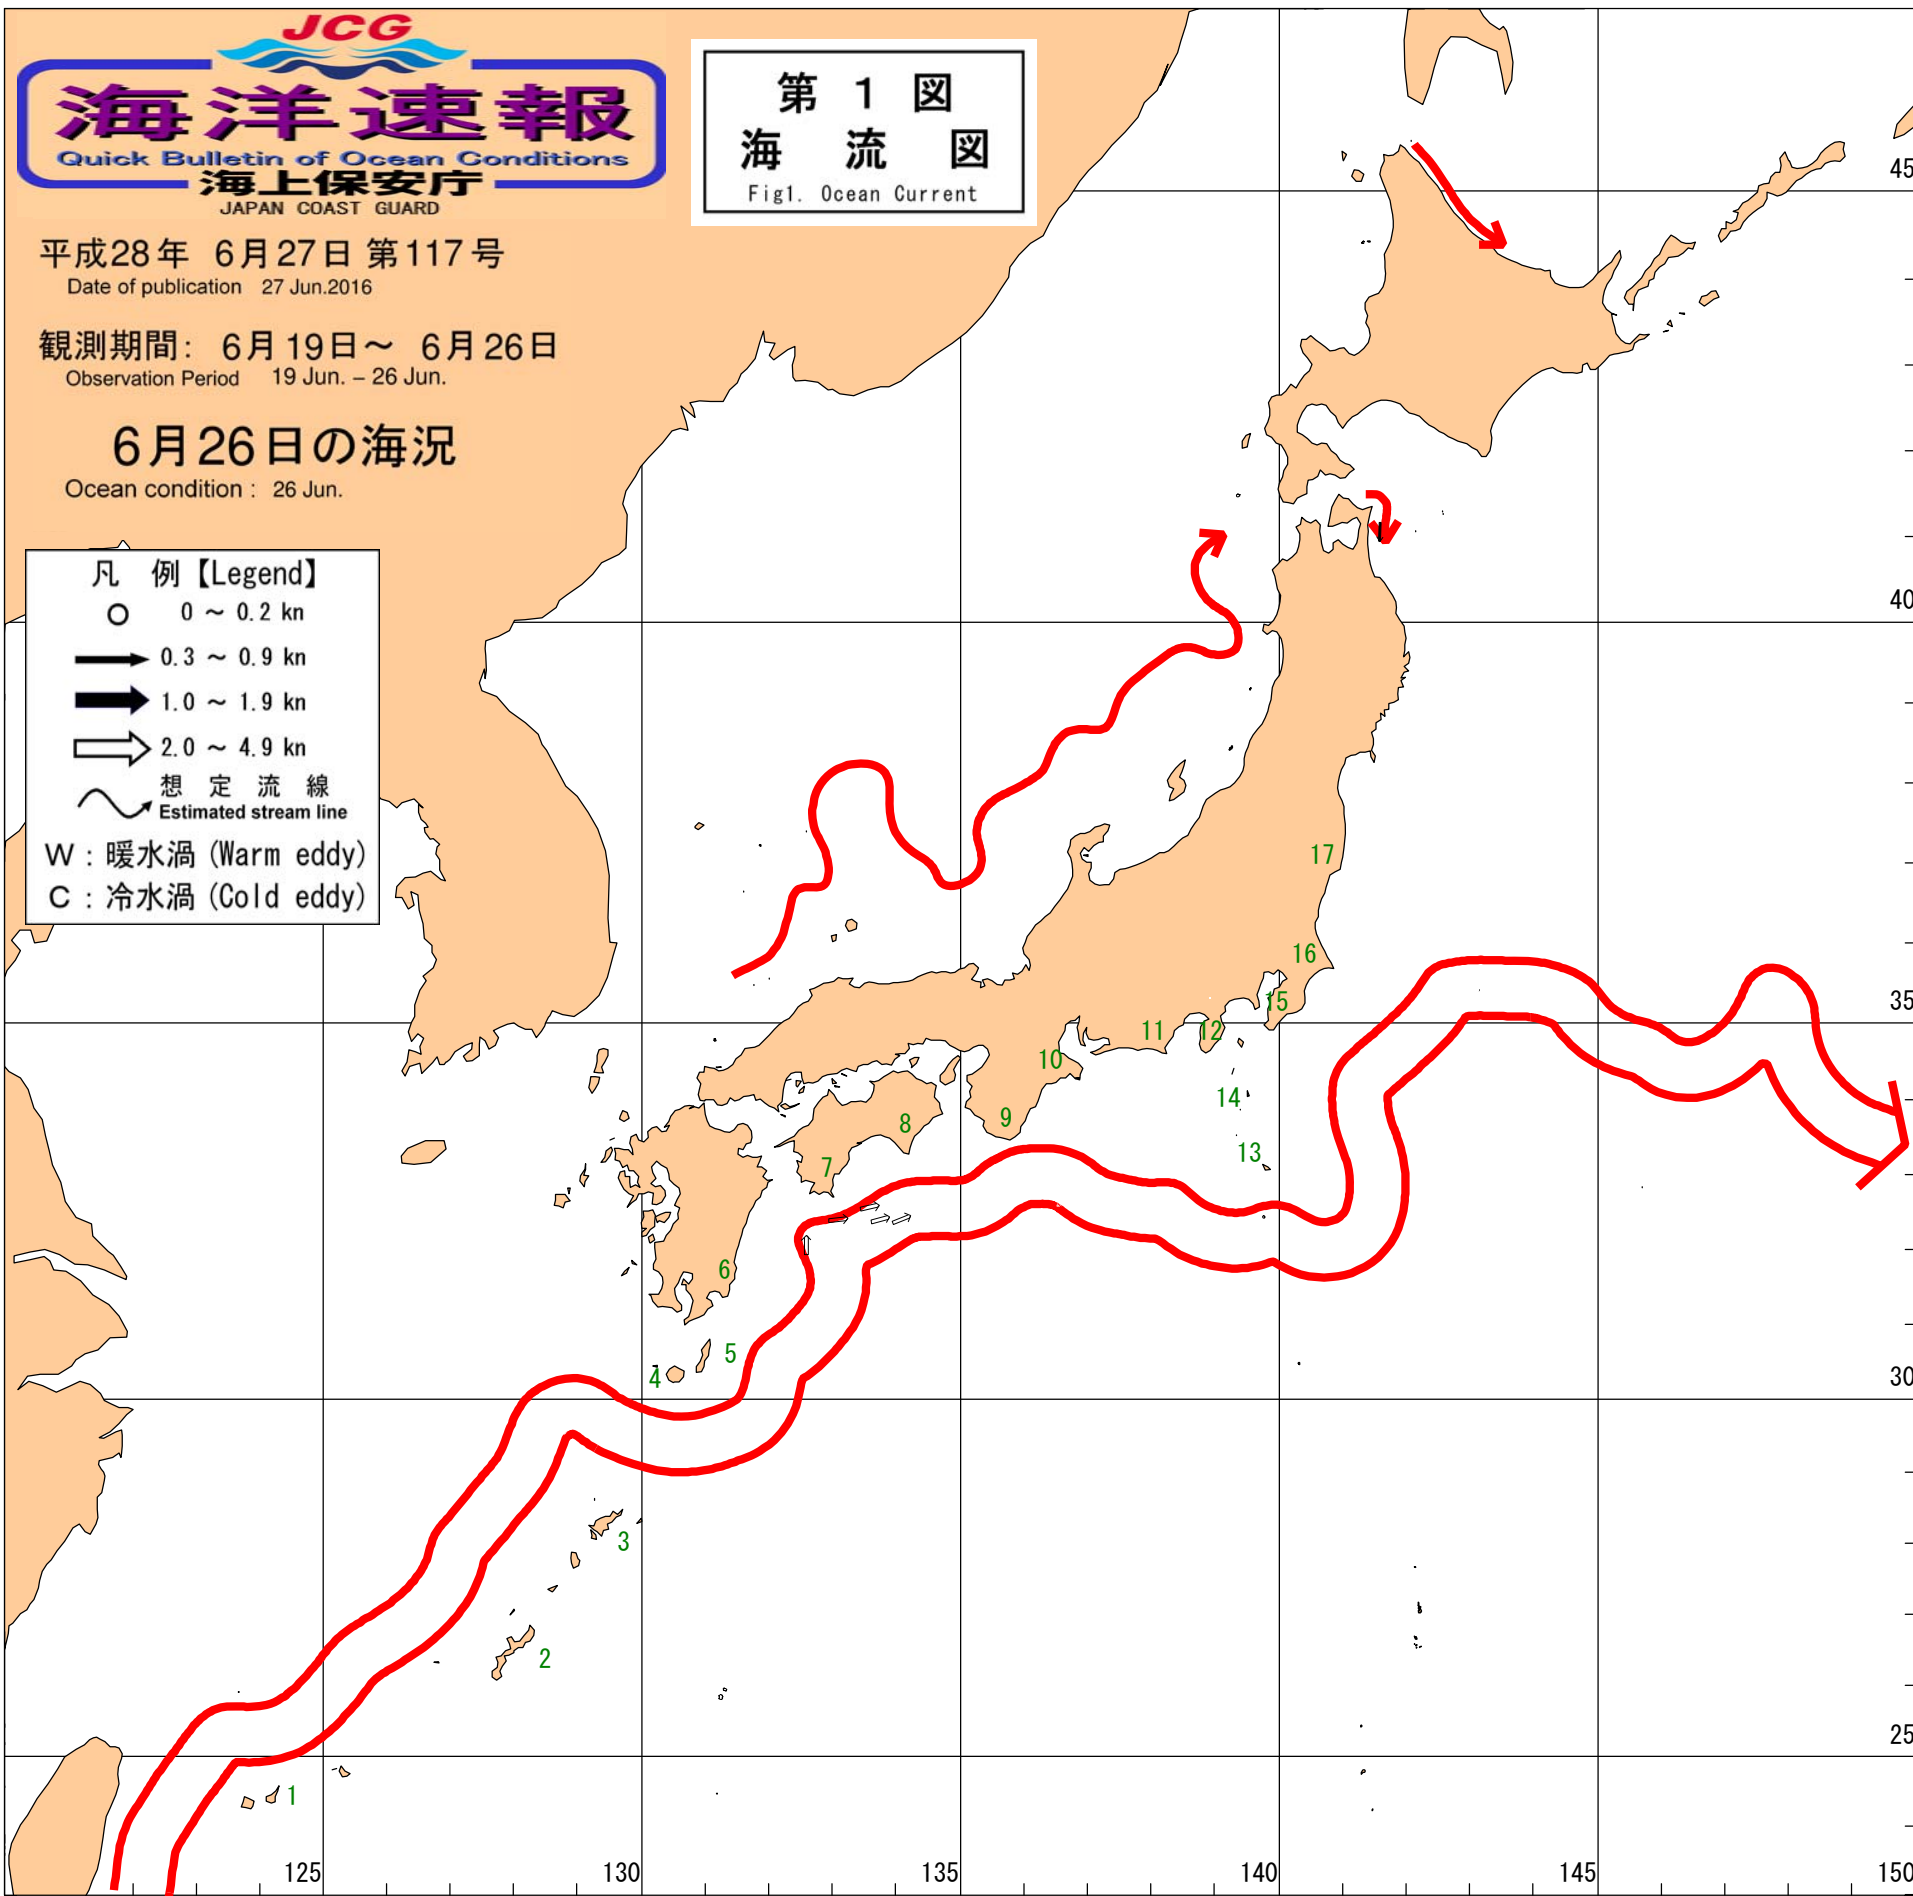 JCG
海洋速報
Quick Bulletin of Ocean Conditions
海上保安庁
JAPAN COAST GUARD
第 1 図
海 流 図
Fig1. Ocean Current
平成28年 6月27日 第117号
Date of publication 27 Jun.2016
観測期間: 6月19日～ 6月26日
Observation Period 19 Jun. – 26 Jun.
6月26日の海況
Ocean condition : 26 Jun.
凡 例【Legend】
0 ～ 0.2 kn
0.3 ～ 0.9 kn
1.0 ～ 1.9 kn
2.0 ～ 4.9 kn
想 定 流 線
Estimated stream line
W : 暖水渦 (Warm eddy)
C : 冷水渦 (Cold eddy)
45
40
17
16
35
15
12
11
10
14
9
8
13
7
6
5
4
30
3
2
25
1
125
130
135
140
145
150